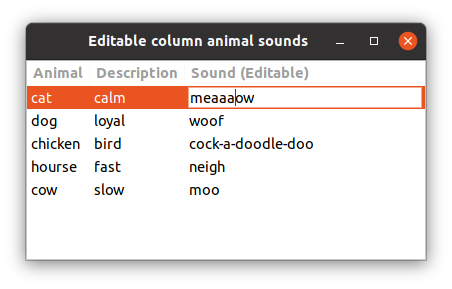 Editable column animal sounds
Animal Description Sound (Editable)
cat calm meaaaow
dog loyal woof
chicken bird cock-a-doodle-doo
hourse fast neigh
cow slow moo